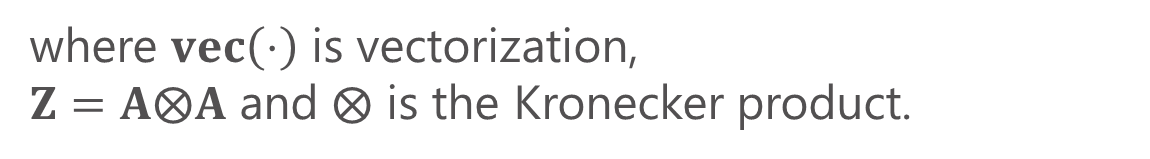 where vec(·) is vectorization,
Z = A⊗A and ⊗ is the Kronecker product.